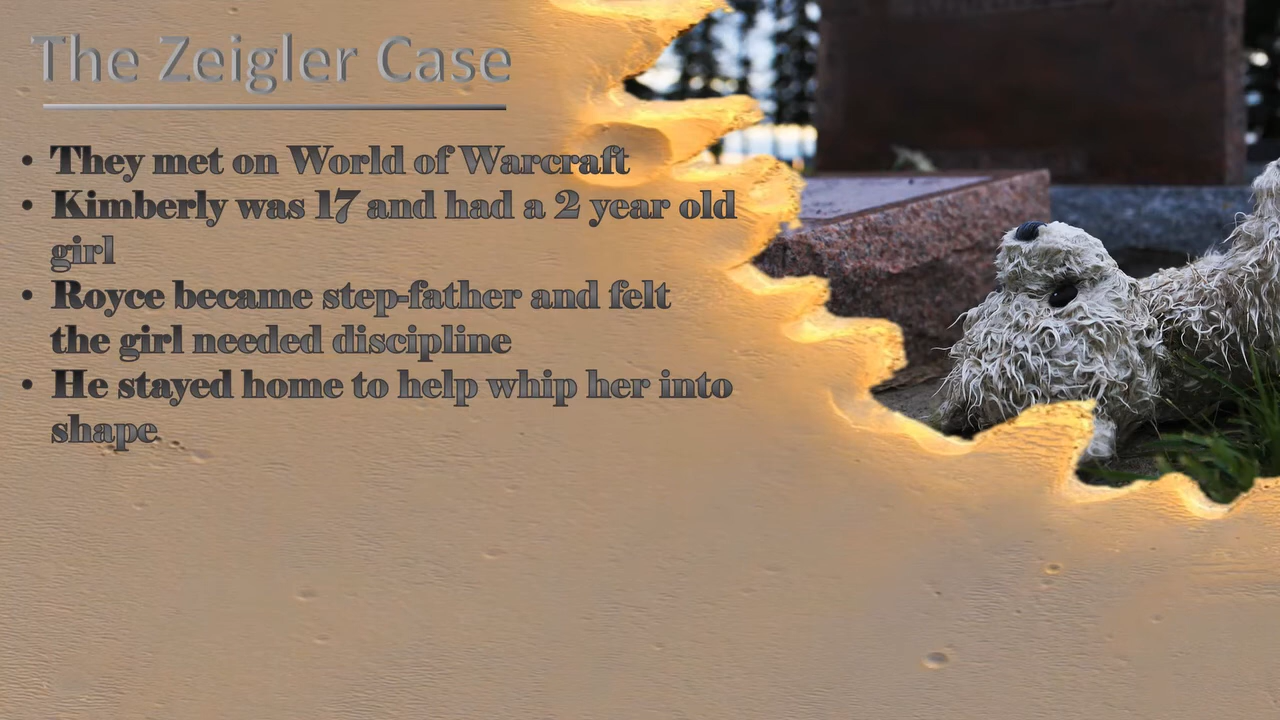 The Zeigler Case
• They met on World of Warcraft
• Kimberly was 17 and had a 2 year old
girl
• Royce became step-father and felt
the girl needed discipline
• He stayed home to help whip her into
shape